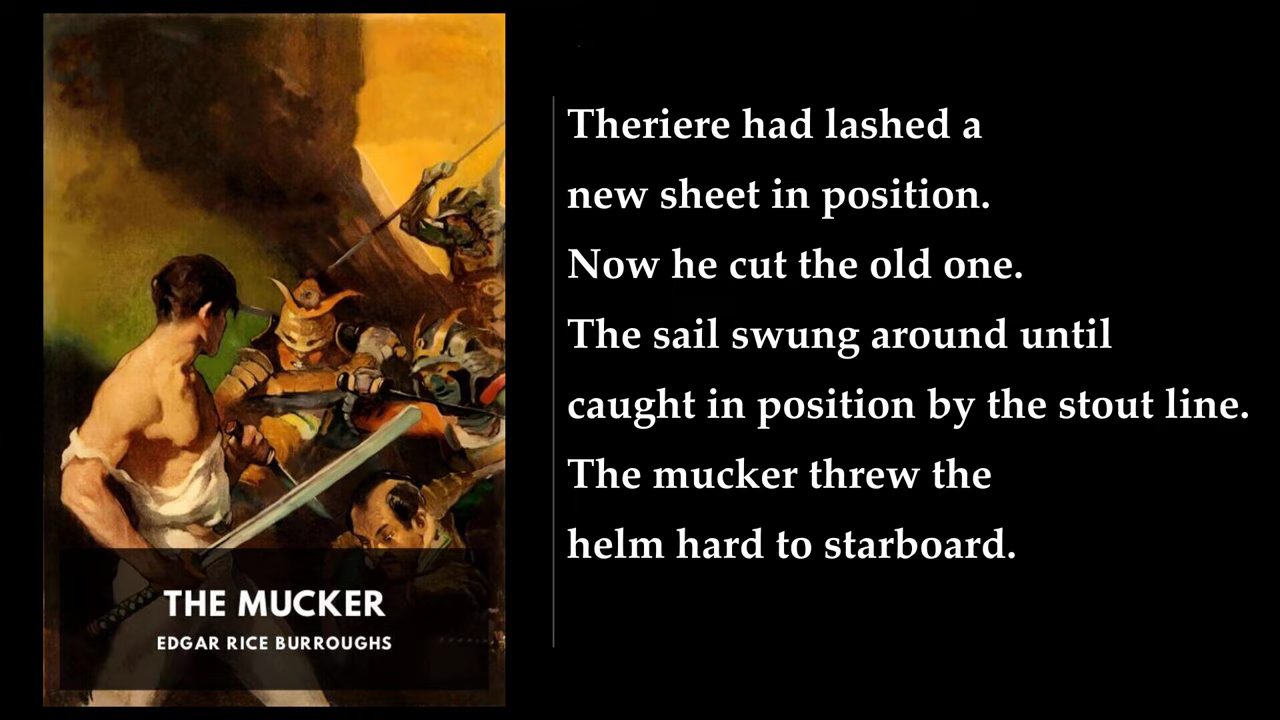 THE MUCKER
EDGAR RICE BURROUGHS
Theriere had lashed a
new sheet in position.
Now he cut the old one.
The sail swung around until
caught in position by the stout line.
The mucker threw the
helm hard to starboard.